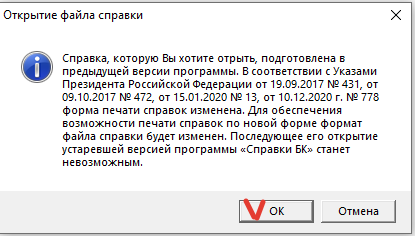 Открытие файла справки
Справка, которую Вы хотите отрыть, подготовлена в
предыдущей версии программы. В соответствии с Указами
Президента Российской Федерации от 19.09.2017 № 431, от
09.10.2017 № 472, от 15.01.2020 № 13, от 10.12.2020 г. № 778
форма печати справок изменена. Для обеспечения
возможности печати справок по новой форме формат
файла справки будет изменен. Последующее его открытие
устаревшей версией программы «Справки БК» станет
невозможным.
ОК
Отмена